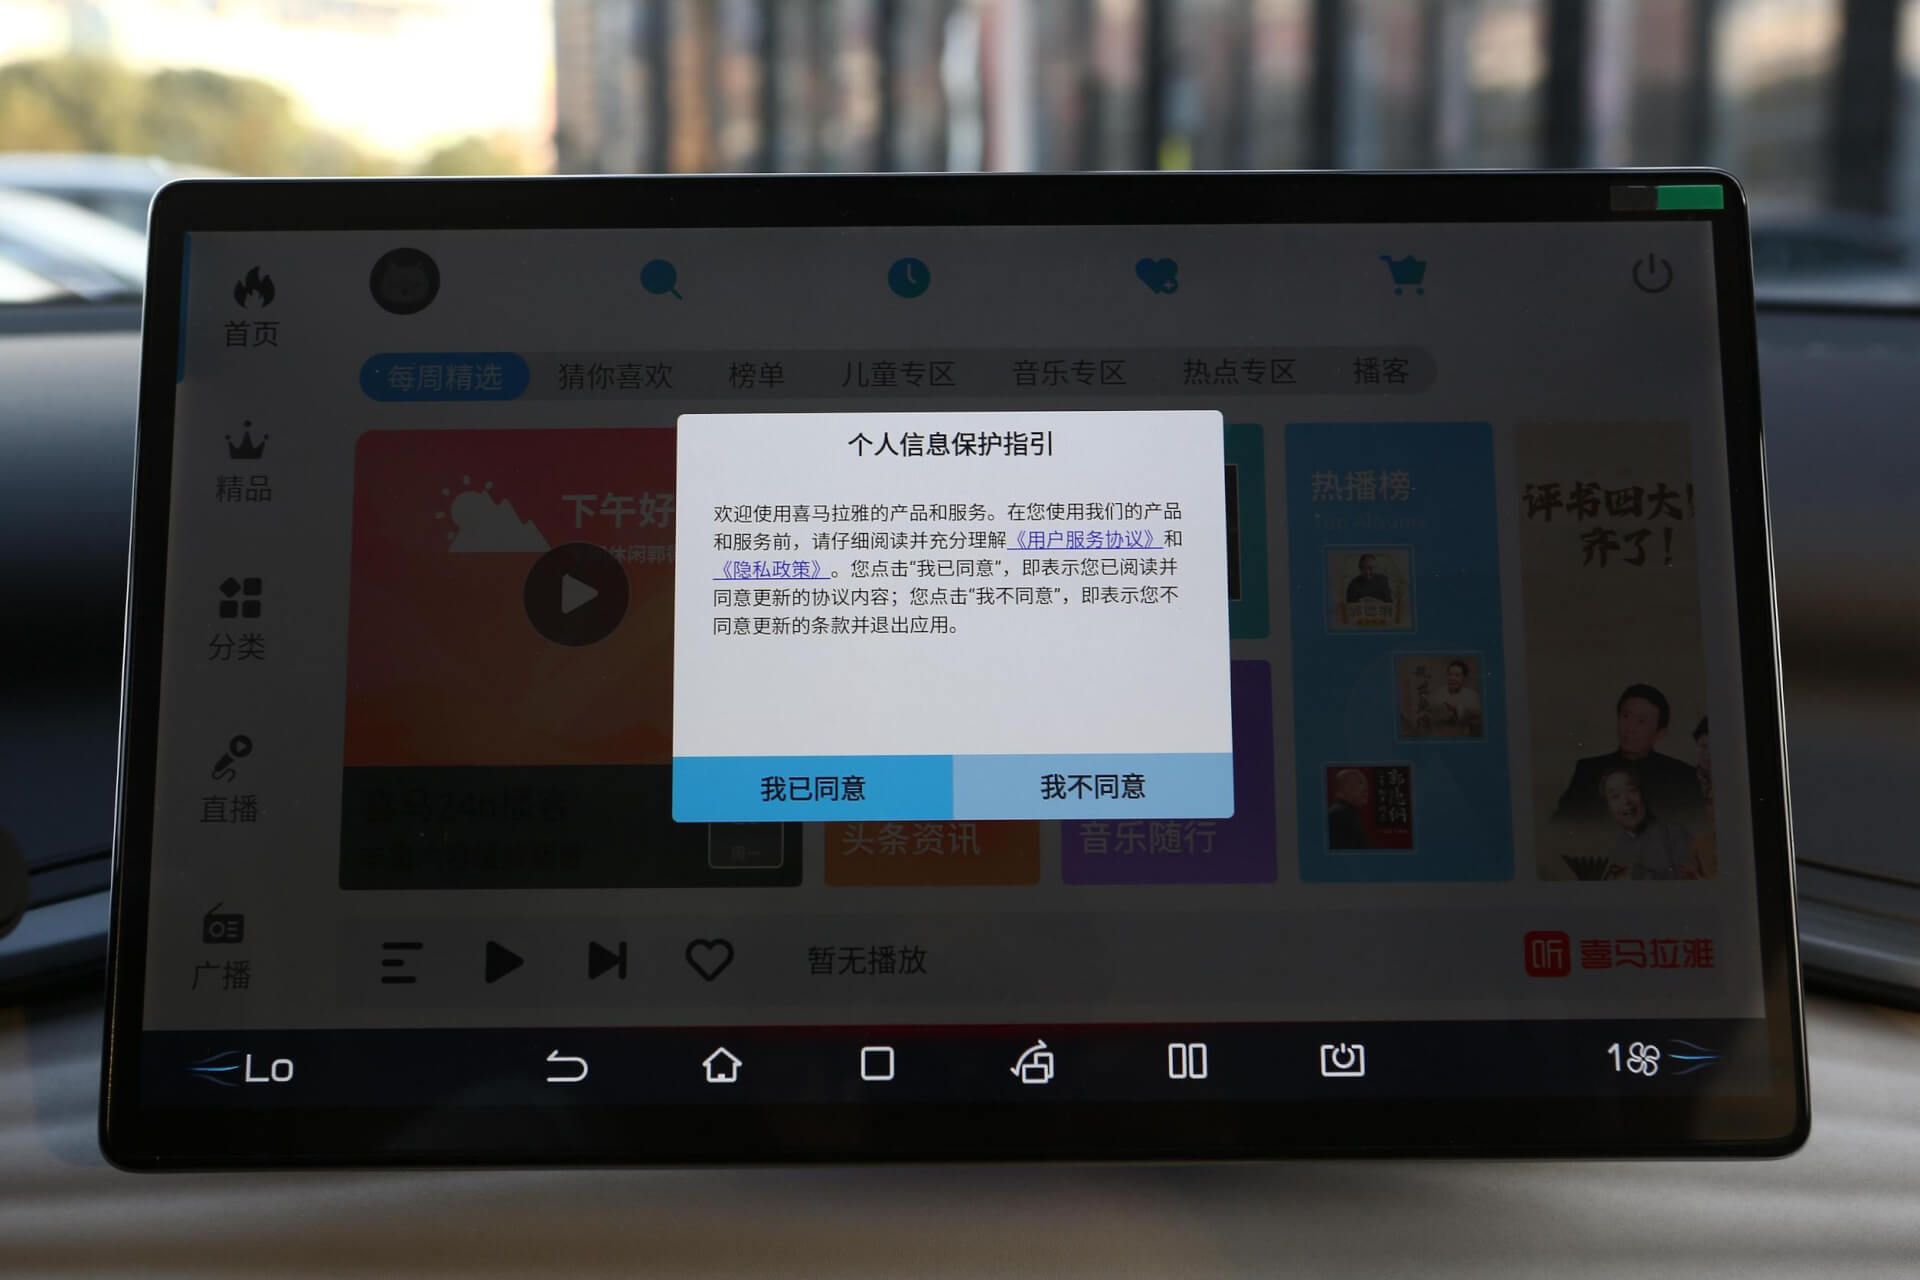 首页
每周精选 猜你喜欢 榜单 儿童专区 音乐专区 热点专区 播客
精品
分类
直播
广播
下午好
个人信息保护指引
欢迎使用喜马拉雅的产品和服务。在您使用我们的产品
和服务前，请仔细阅读并充分理解《用户服务协议》和
《隐私政策》。您点击“我已同意”，即表示您已阅读并
同意更新的协议内容；您点击“我不同意”，即表示您不
同意更新的条款并退出应用。
我已同意 我不同意
热播榜
Top Albums
郭德纲
评书四大
齐了！
头条资讯
音乐随行
周一
暂无播放
听 喜马拉雅
Lo
1